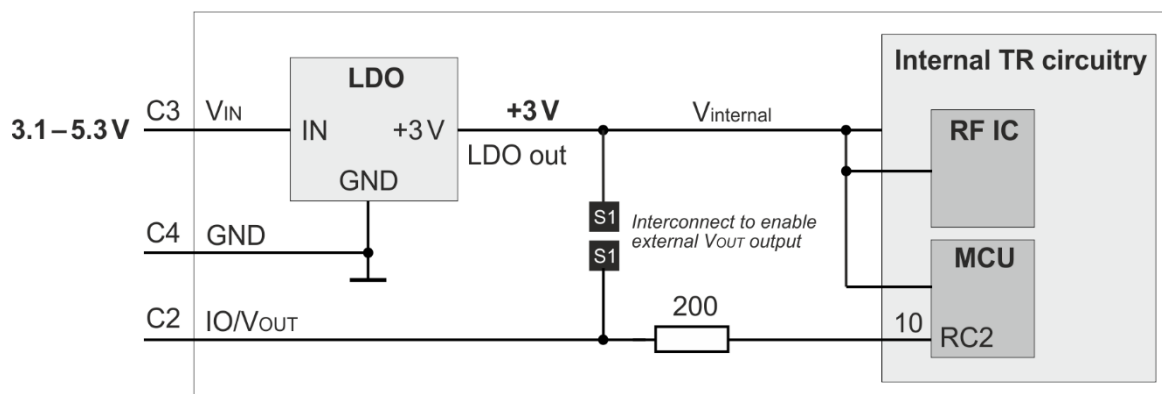 LDO
Internal TR circuitry
C3 VIN
3.1 – 5.3 V
IN
+3 V
+3 V
LDO out
Vinternal
RF IC
GND
S1
S1
Interconnect to enable
external VOUT output
C4 GND
MCU
C2 IO/VOUT
200
10
RC2